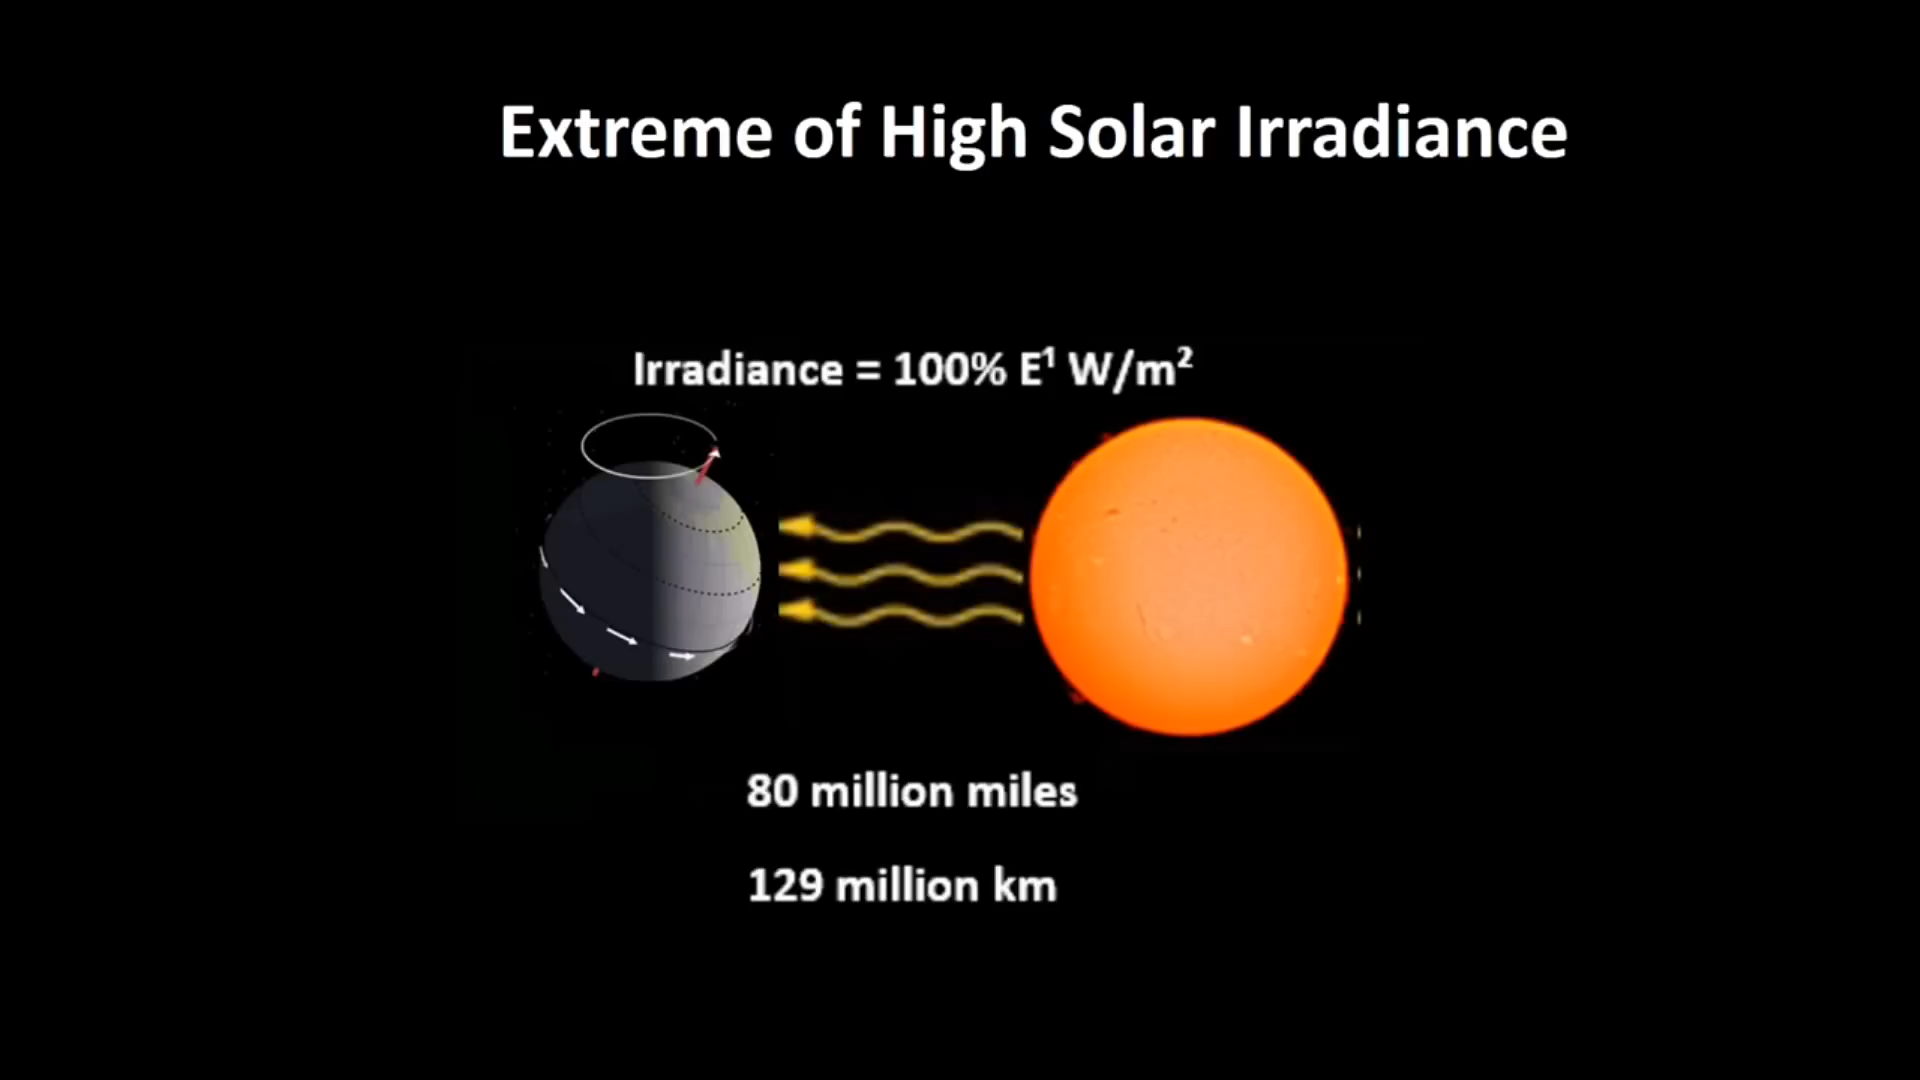 Extreme of High Solar Irradiance
Irradiance = 100% E¹ W/m²
80 million miles
129 million km